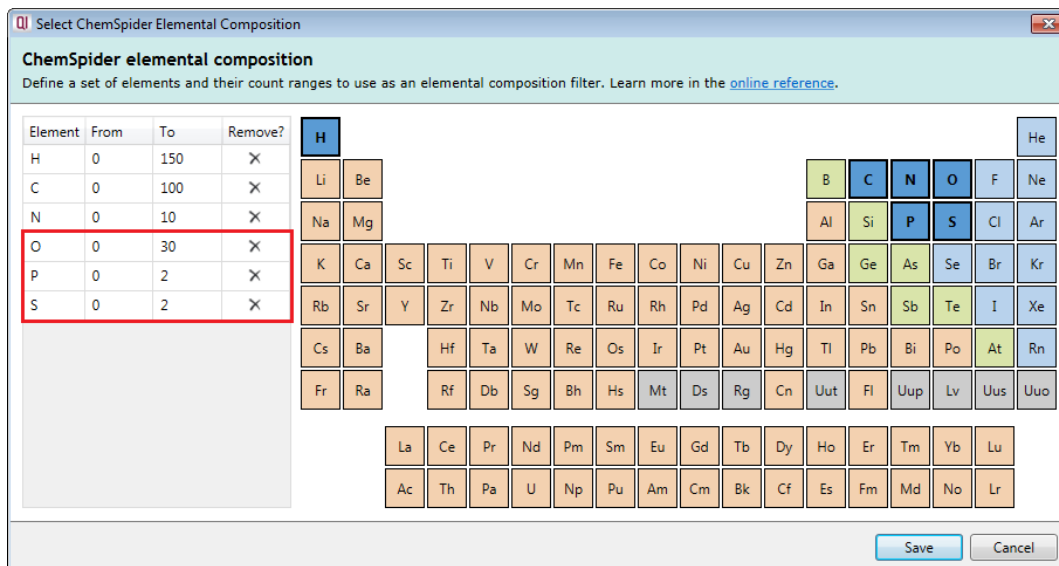 QI Select ChemSpider Elemental Composition
ChemSpider elemental composition
Define a set of elements and their count ranges to use as an elemental composition filter. Learn more in the online reference.
Element From To Remove?
H 0 150
C 0 100
N 0 10
O 0 30
P 0 2
S 0 2
H He
Li Be B C N O F Ne
Na Mg Al Si P S Cl Ar
K Ca Sc Ti V Cr Mn Fe Co Ni Cu Zn Ga Ge As Se Br Kr
Rb Sr Y Zr Nb Mo Tc Ru Rh Pd Ag Cd In Sn Sb Te I Xe
Cs Ba Hf Ta W Re Os Ir Pt Au Hg Tl Pb Bi Po At Rn
Fr Ra Rf Db Sg Bh Hs Mt Ds Rg Cn Uut Fl Uup Lv Uus Uuo
La Ce Pr Nd Pm Sm Eu Gd Tb Dy Ho Er Tm Yb Lu
Ac Th Pa U Np Pu Am Cm Bk Cf Es Fm Md No Lr
Save Cancel